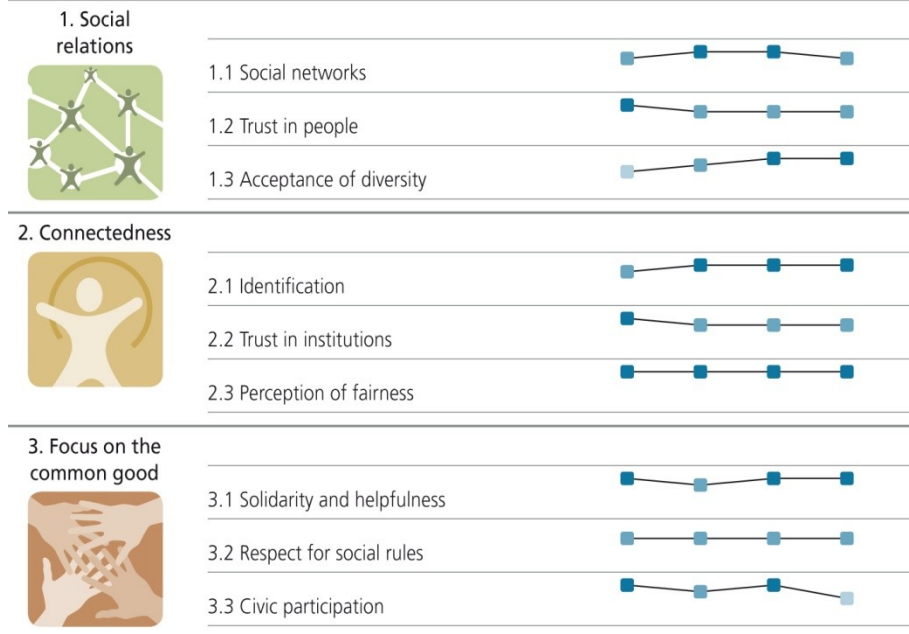 1. Social
relations
1.1 Social networks
1.2 Trust in people
1.3 Acceptance of diversity
2. Connectedness
2.1 Identification
2.2 Trust in institutions
2.3 Perception of fairness
3. Focus on the
common good
3.1 Solidarity and helpfulness
3.2 Respect for social rules
3.3 Civic participation